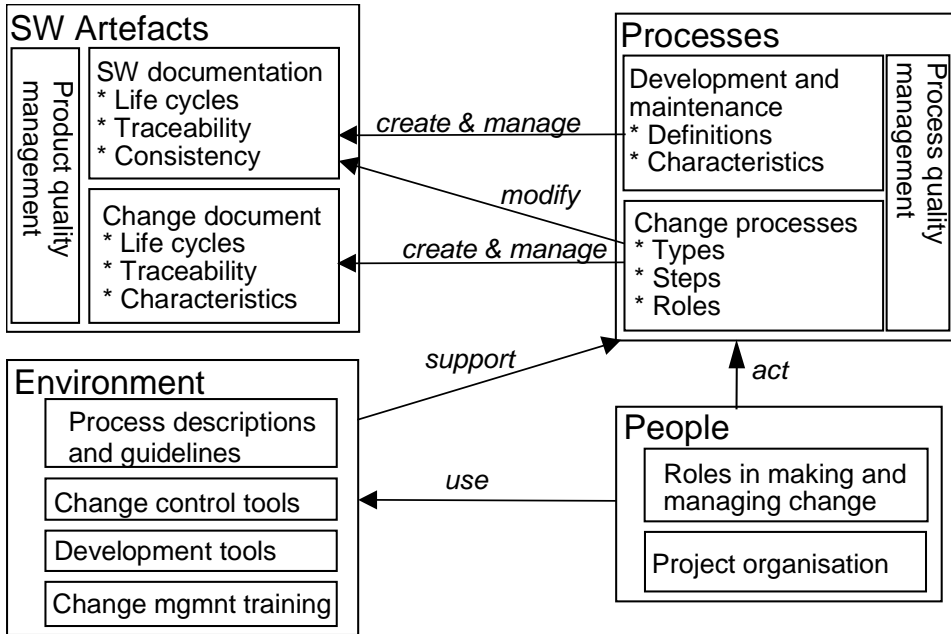 SW Artefacts
Product quality
management
SW documentation
* Life cycles
* Traceability
* Consistency
Change document
* Life cycles
* Traceability
* Characteristics
create & manage
modify
create & manage
Processes
Development and
maintenance
* Definitions
* Characteristics
Change processes
* Types
* Steps
* Roles
Process quality
management
support
act
Environment
Process descriptions
and guidelines
Change control tools
Development tools
Change mgmnt training
use
People
Roles in making and
managing change
Project organisation